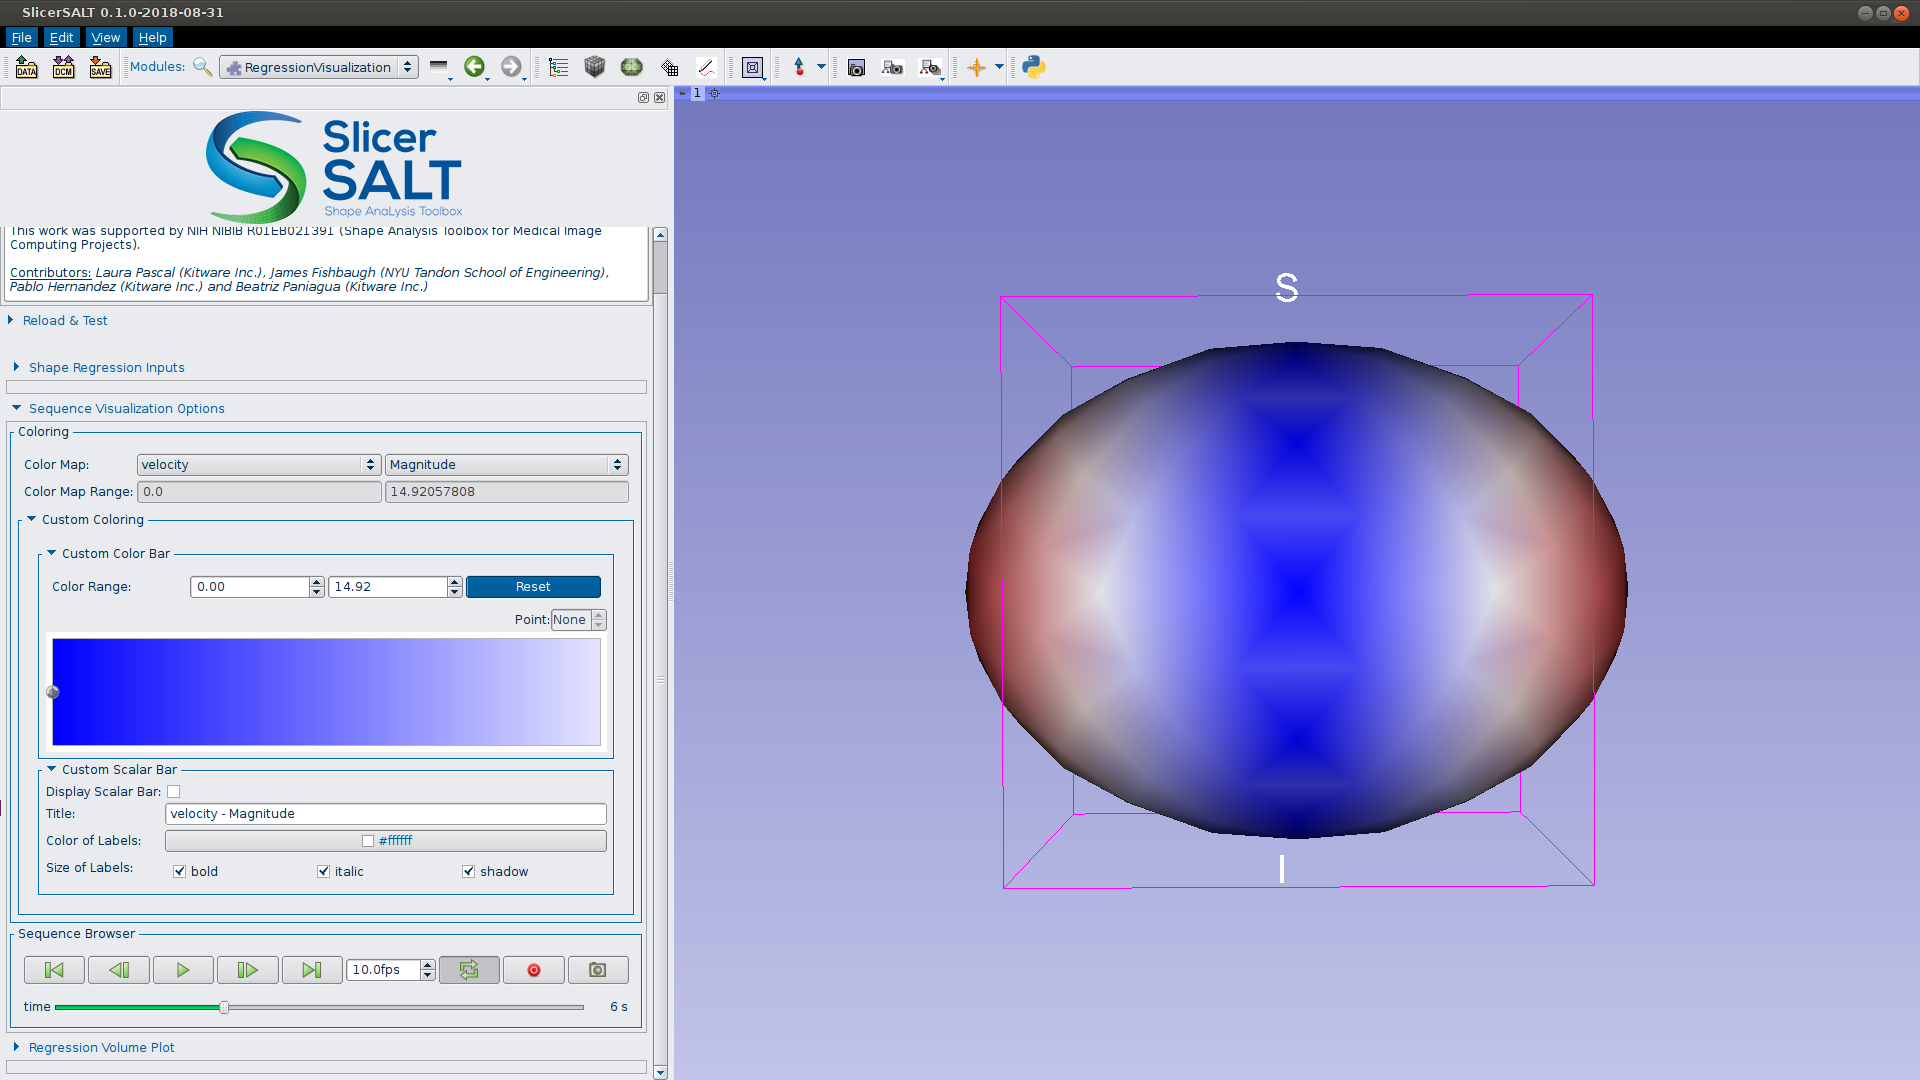 SlicerSALT 0.1.0-2018-08-31
File Edit View Help
DATA DCM SAVE Modules: RegressionVisualization
1
Slicer
SALT
Shape AnaLysis Toolbox
This work was supported by NIH NIBIB R01EB021391 (Shape Analysis Toolbox for Medical Image
Computing Projects).
Contributors: Laura Pascal (Kitware Inc.), James Fishbaugh (NYU Tandon School of Engineering),
Pablo Hernandez (Kitware Inc.) and Beatriz Paniagua (Kitware Inc.)
Reload & Test
Shape Regression Inputs
Sequence Visualization Options
Coloring
Color Map: velocity Magnitude
Color Map Range: 0.0 14.92057808
Custom Coloring
Custom Color Bar
Color Range: 0.00 14.92 Reset
Point: None
Custom Scalar Bar
Display Scalar Bar:
Title: velocity - Magnitude
Color of Labels: #ffffff
Size of Labels: bold italic shadow
Sequence Browser
10.0fps
time 6 s
Regression Volume Plot
S
I